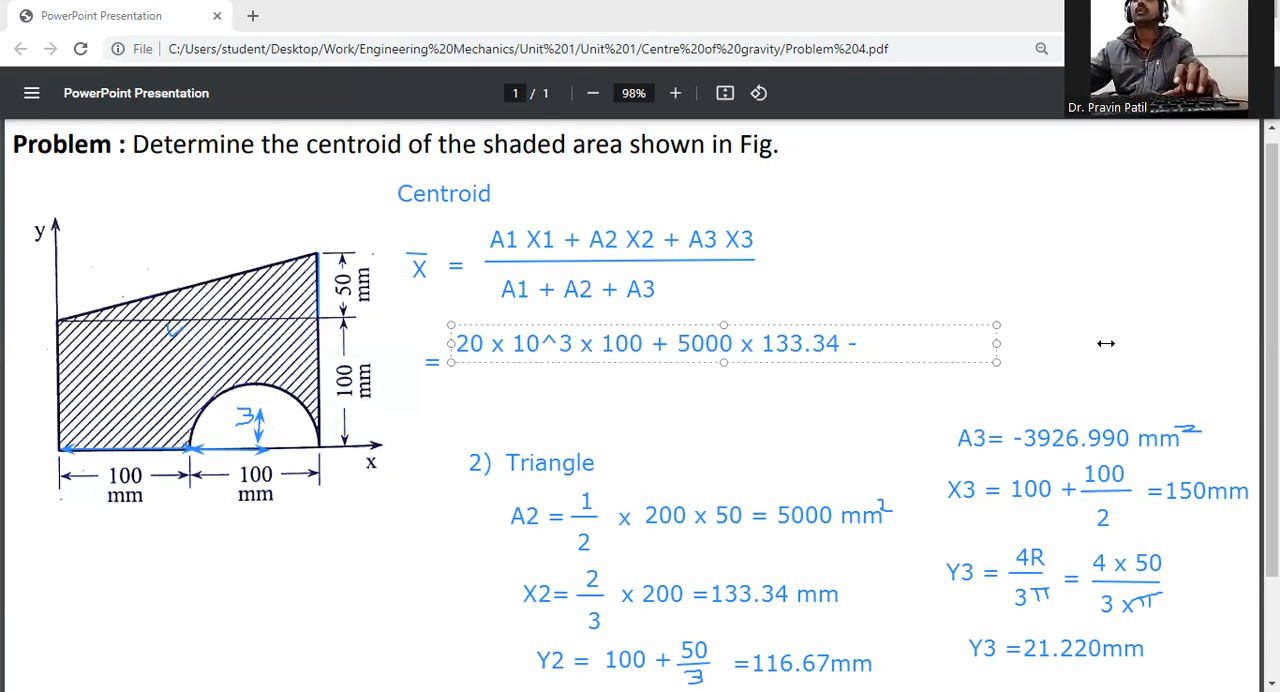 PowerPoint Presentation
File C:/Users/student/Desktop/Work/Engineering%20Mechanics/Unit%201/Unit%201/Centre%20of%20gravity/Problem%204.pdf
PowerPoint Presentation 1 / 1 98%
Dr. Pravin Patil
Problem : Determine the centroid of the shaded area shown in Fig.
Centroid
X = A1 X1 + A2 X2 + A3 X3
A1 + A2 + A3
= 20 x 10^3 x 100 + 5000 x 133.34 -
y
50 mm
100 mm
3
x
100 mm
100 mm
2) Triangle
A2 = 1/2 x 200 x 50 = 5000 mm2
X2= 2/3 x 200 =133.34 mm
Y2 = 100 + 50/3 =116.67mm
A3= -3926.990 mm2
X3 = 100 + 100/2 =150mm
Y3 = 4R/3π = 4 x 50/3 xπ
Y3 =21.220mm